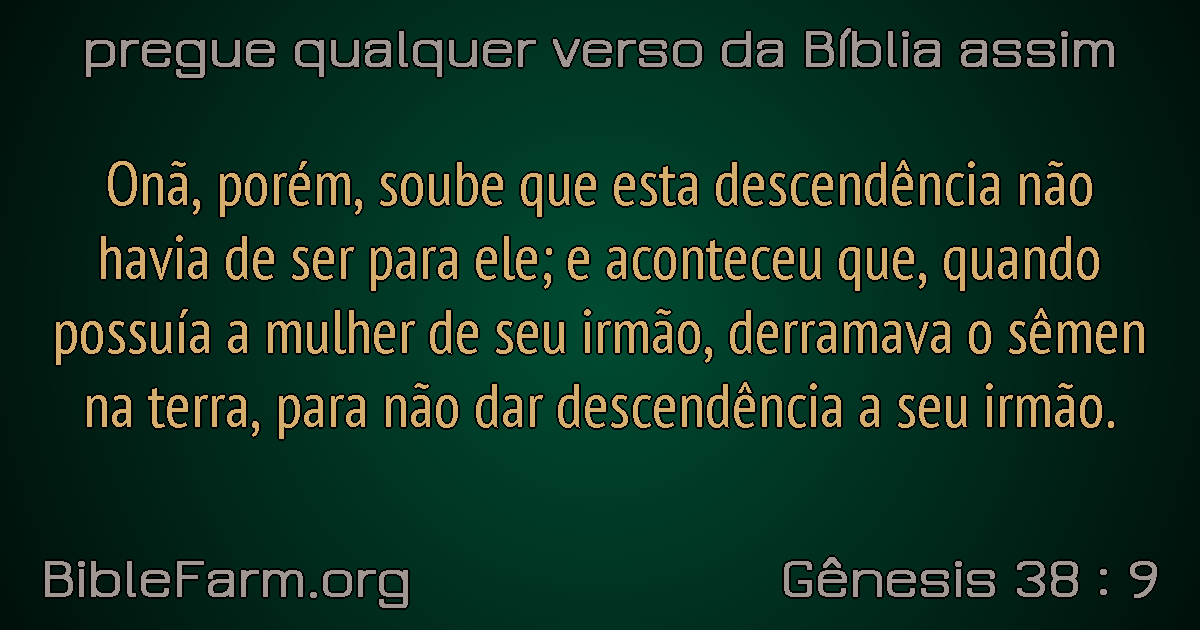 pregue qualquer verso da Bíblia assim
Onã, porém, soube que esta descendência não
havia de ser para ele; e aconteceu que, quando
possuía a mulher de seu irmão, derramava o sêmen
na terra, para não dar descendência a seu irmão.
BibleFarm.org
Gênesis 38 : 9